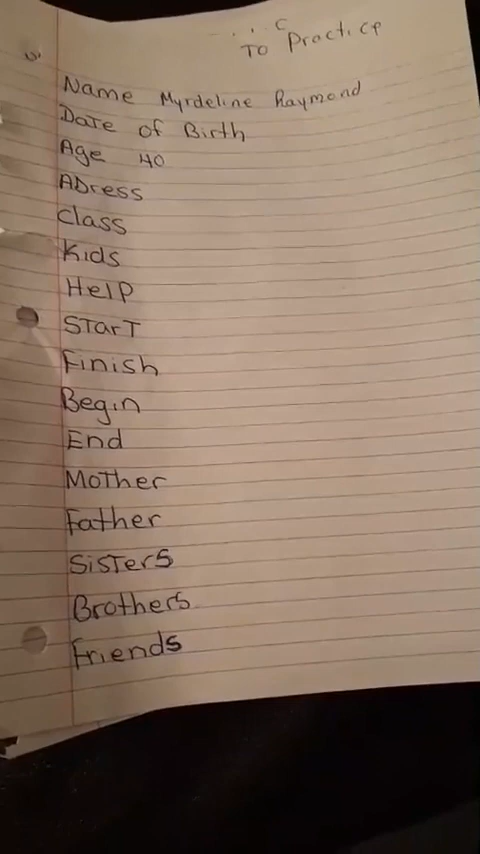 To Practice
Name Myrdeline Raymond
Date of Birth
Age 40
ADress
Class
Kids
Help
Start
Finish
Begin
End
Mother
Father
Sisters
Brothers
Friends